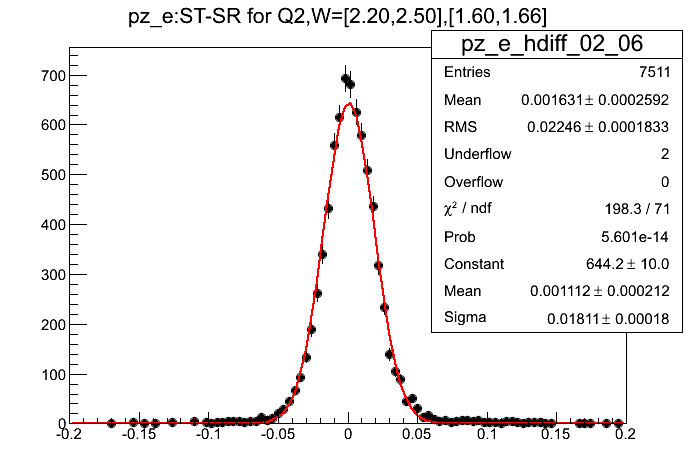 pz_e:ST-SR for Q2,W=[2.20,2.50],[1.60,1.66]
pz_e_hdiff_02_06
Entries 7511
Mean 0.001631 ± 0.0002592
RMS 0.02246 ± 0.0001833
Underflow 2
Overflow 0
χ² / ndf 198.3 / 71
Prob 5.601e-14
Constant 644.2 ± 10.0
Mean 0.001112 ± 0.000212
Sigma 0.01811 ± 0.00018
700
600
500
400
300
200
100
0
-0.2 -0.15 -0.1 -0.05 0 0.05 0.1 0.15 0.2